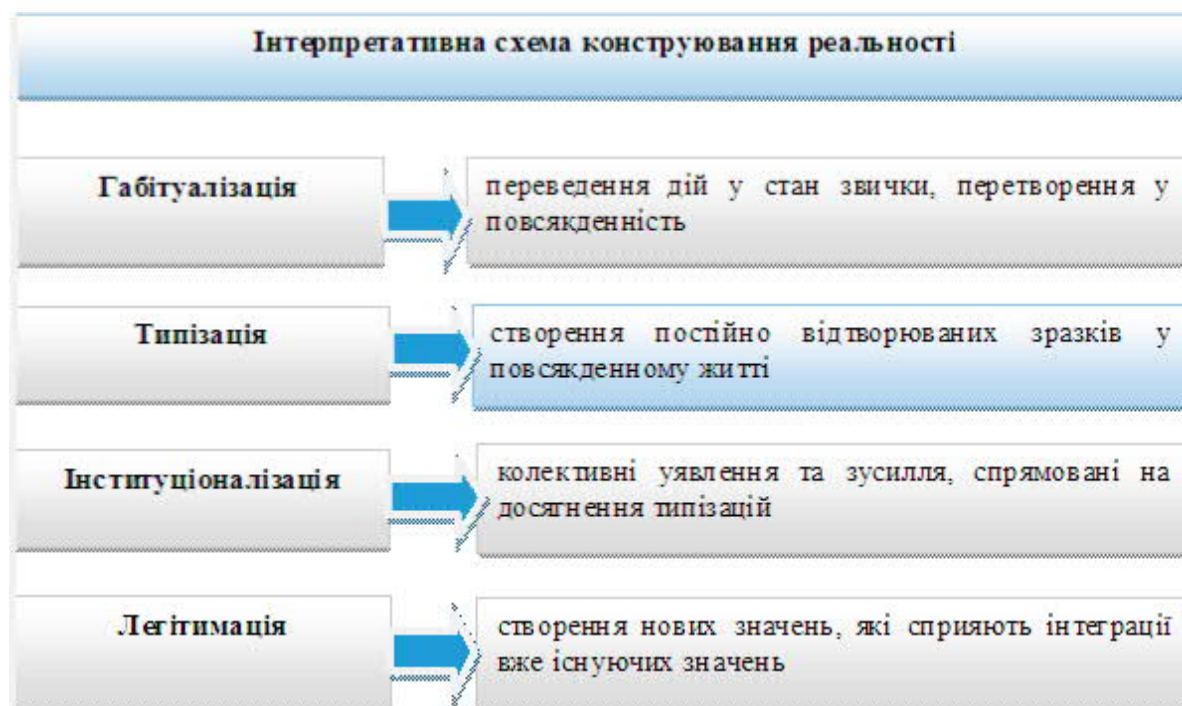 Інтерпретативна схема конструювання реальності
Габітуалізація
переведення дій у стан звички, перетворення у
повсякденність
Типізація
створення постійно відтворюваних зразків у
повсякденному житті
Інституціоналізація
колективні уявлення та зусилля, спрямовані на
досягнення типізацій
Легітимація
створення нових значень, які сприяють інтеграції
вже існуючих значень